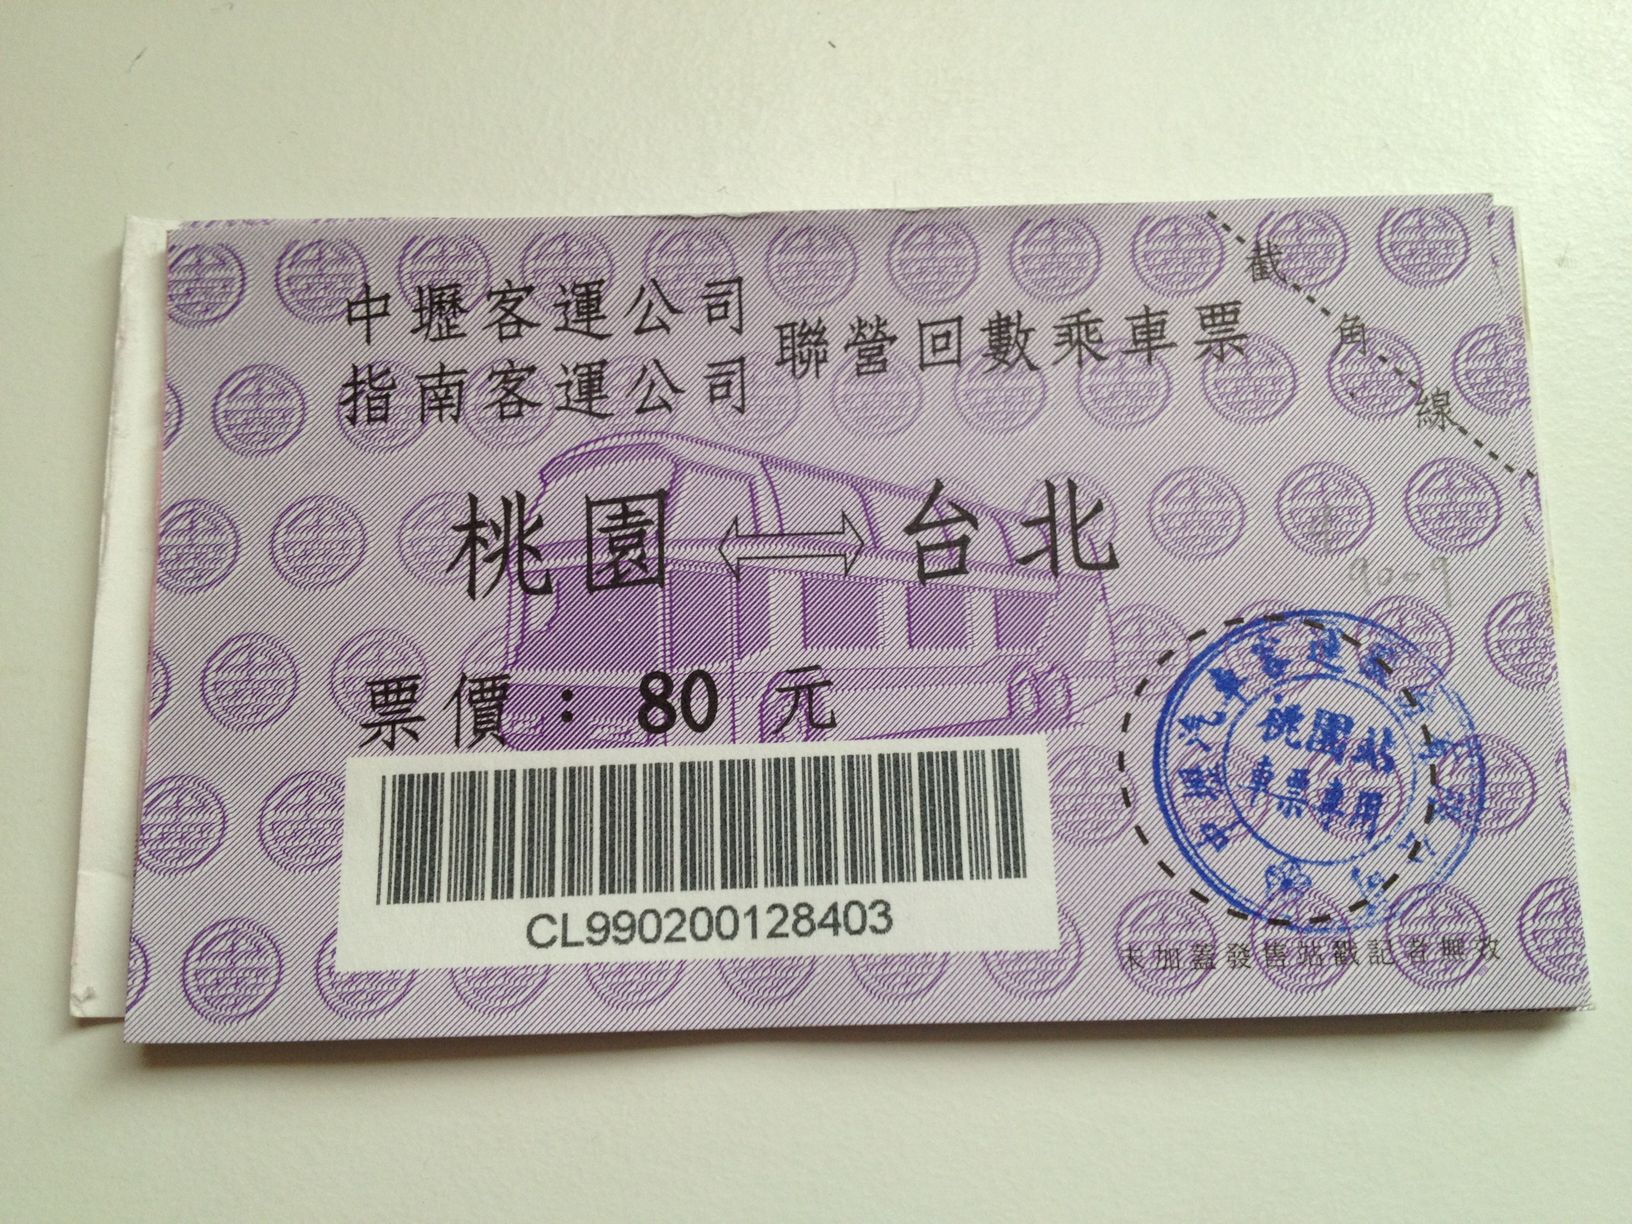 中壢客運公司
指南客運公司
聯營回數乘車票
截角線
桃園⟷台北
票價：80元
CL990200128403
桃園站
車票專用
未加蓋發售站戳記者無效